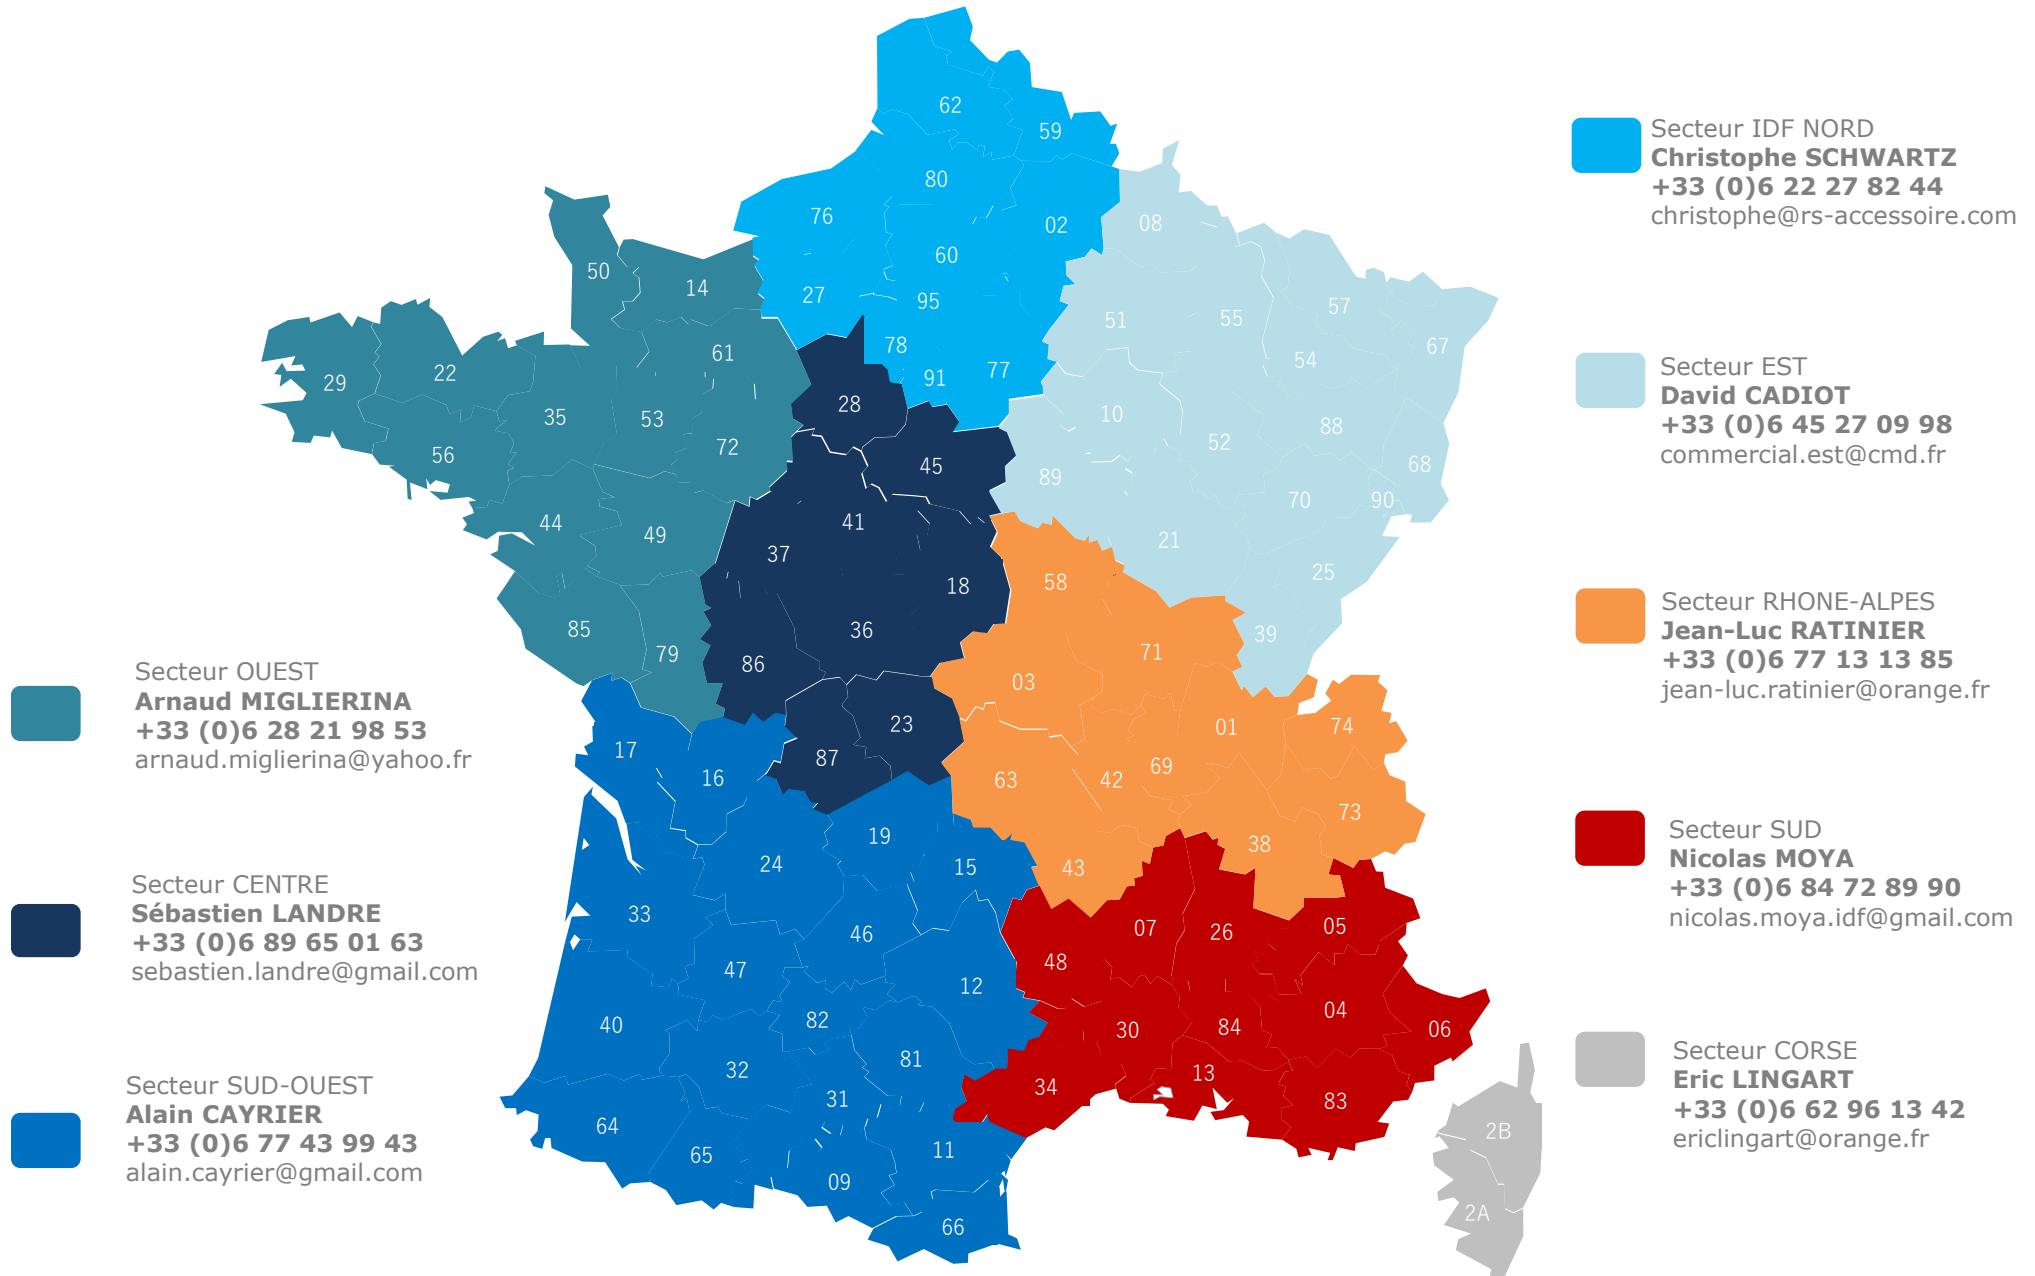 62
59
80
76
02
08
60
50
14
27
95
57
51
55
78
61
67
54
77
22
91
29
28
10
35
53
88
52
72
56
45
68
89
70
90
44
41
49
21
37
25
58
18
85
36
39
79
71
86
03
23
01
74
17
87
69
16
63
42
73
19
38
24
15
43
33
07
26
05
46
48
47
12
04
40
82
30
84
06
81
32
13
34
31
83
64
2B
11
65
09
2A
66
Secteur IDF NORD
Christophe SCHWARTZ
+33 (0)6 22 27 82 44
christophe@rs-accessoire.com
Secteur EST
David CADIOT
+33 (0)6 45 27 09 98
commercial.est@cmd.fr
Secteur RHONE-ALPES
Jean-Luc RATINIER
+33 (0)6 77 13 13 85
jean-luc.ratinier@orange.fr
Secteur SUD
Nicolas MOYA
+33 (0)6 84 72 89 90
nicolas.moya.idf@gmail.com
Secteur CORSE
Eric LINGART
+33 (0)6 62 96 13 42
ericlingart@orange.fr
Secteur OUEST
Arnaud MIGLIERINA
+33 (0)6 28 21 98 53
arnaud.miglierina@yahoo.fr
Secteur CENTRE
Sébastien LANDRE
+33 (0)6 89 65 01 63
sebastien.landre@gmail.com
Secteur SUD-OUEST
Alain CAYRIER
+33 (0)6 77 43 99 43
alain.cayrier@gmail.com